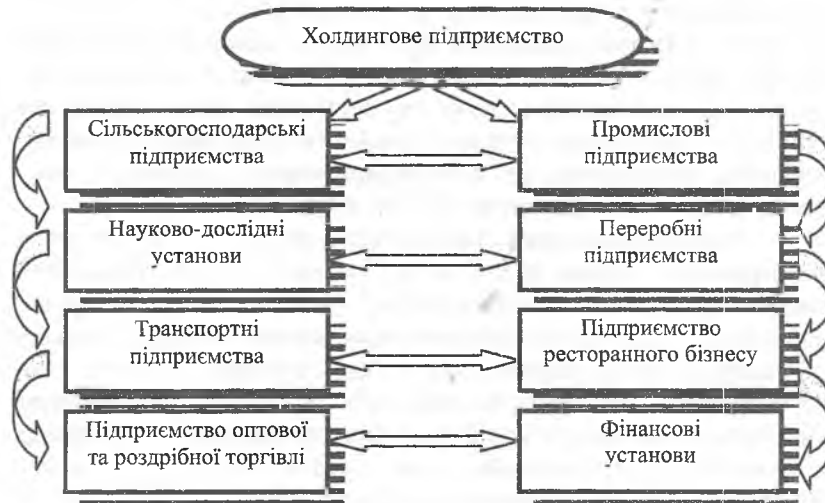 Холдингове підприємство
Сільськогосподарські
підприємства
Промислові
підприємства
Науково-дослідні
установи
Переробні
підприємства
Транспортні
підприємства
Підприємство
ресторанного бізнесу
Підприємство оптової
та роздрібної торгівлі
Фінансові
установи